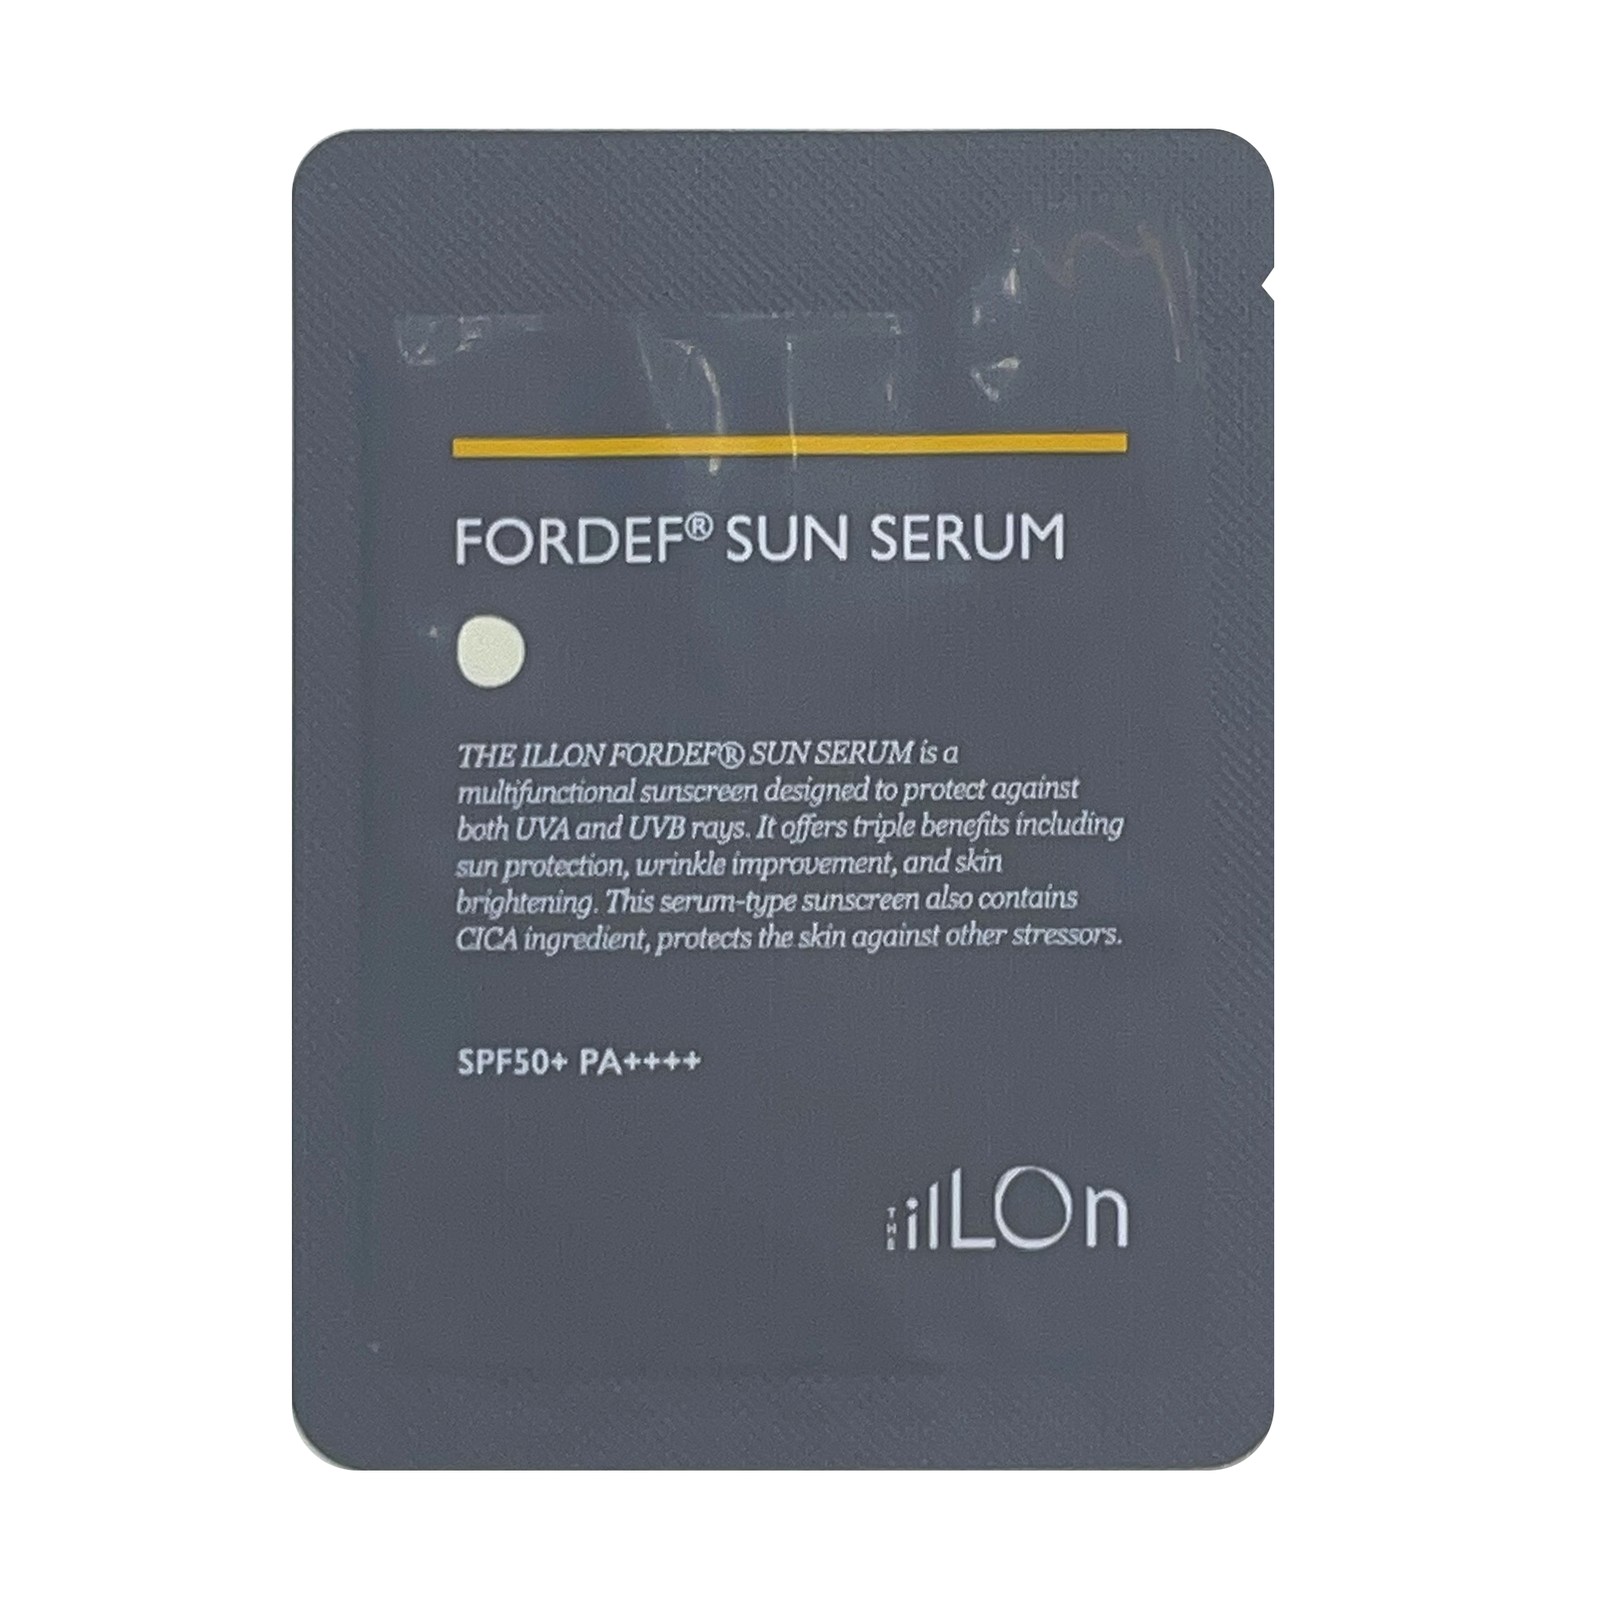 FORDEF® SUN SERUM
THE ILLON FORDEF® SUN SERUM is a
multifunctional sunscreen designed to protect against
both UVA and UVB rays. It offers triple benefits including
sun protection, wrinkle improvement, and skin
brightening. This serum-type sunscreen also contains
CICA ingredient, protects the skin against other stressors.
SPF50+ PA++++
THE ilLOn